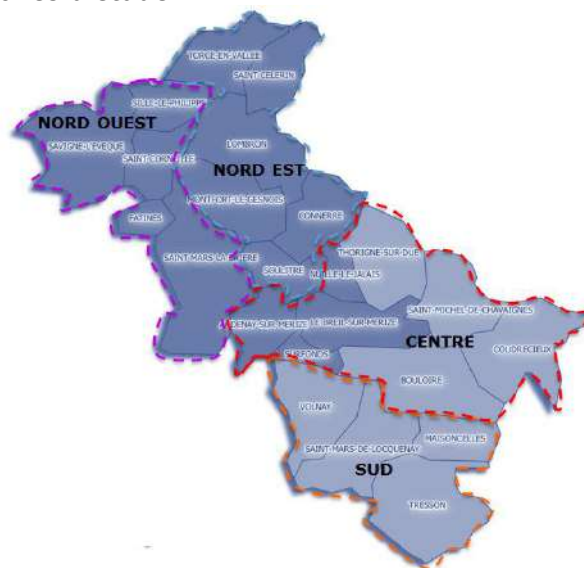 TORCE-EN-VALLEE
SAINT-CELERIN
SILLE-LE-PHILIPPE
NORD OUEST
SAVIGNE-L'EVEQUE
SAINT-CORNEILLE
LOMBRON
NORD EST
MONTFORT-LE-GESNOIS
CONNERRE
FATINES
SAINT-MARS-LA-BRIERE
SOULITRE
NUILLE-LE-JALAIS
THORIGNE-SUR-DUE
SAINT-MICHEL-DE-CHAVAIGNES
ARDENAY-SUR-MERIZE
LE BREIL-SUR-MERIZE
CENTRE
COUDRECIEUX
SURFONDS
BOULOIRE
VOLNAY
SAINT-MARS-DE-LOCQUENAY
MAISONCELLES
SUD
TRESSON